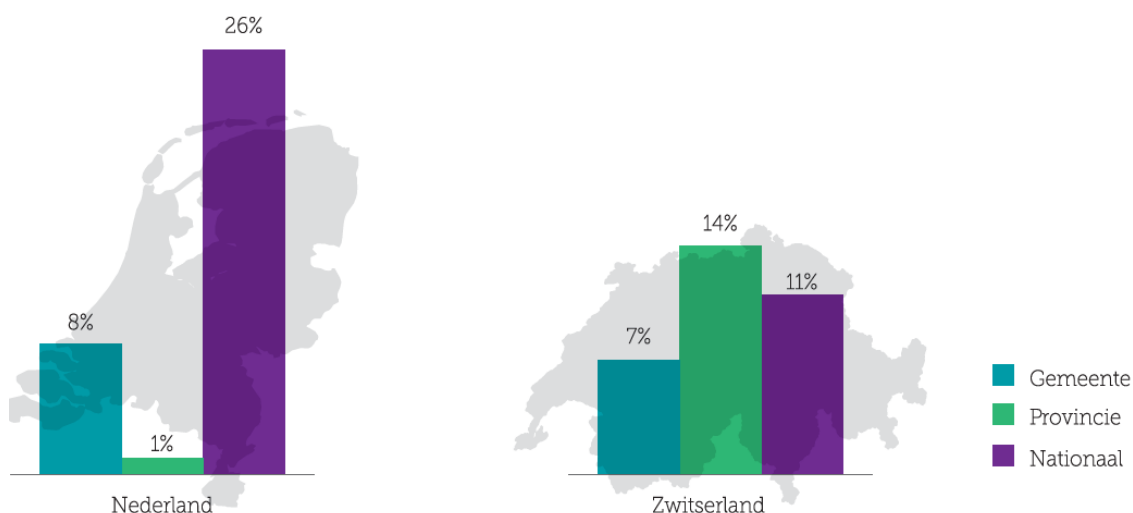 26%
8%
1%
Nederland
14%
11%
7%
Zwitserland
Gemeente
Provincie
Nationaal